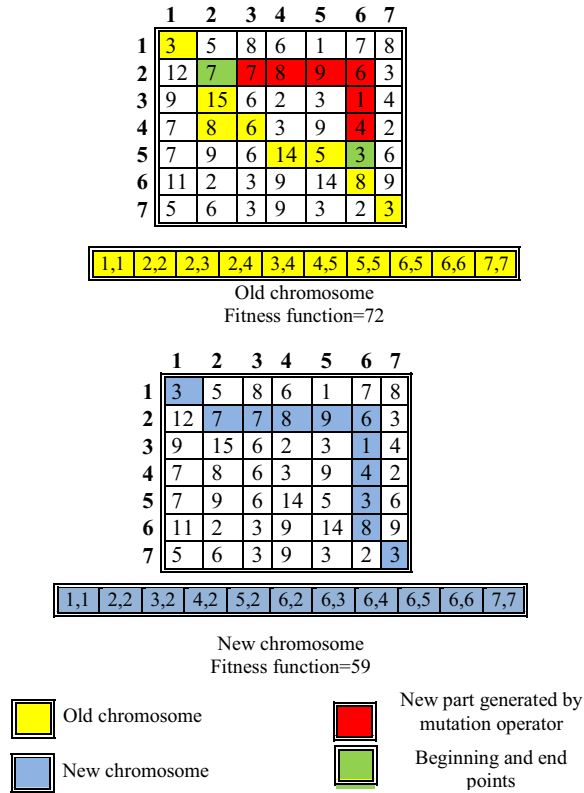 1 2 3 4 5 6 7
1 3 5 8 6 1 7 8
2 12 7 7 8 9 6 3
3 9 15 6 2 3 1 4
4 7 8 6 3 9 4 2
5 7 9 6 14 5 3 6
6 11 2 3 9 14 8 9
7 5 6 3 9 3 2 3
1,1 2,2 2,3 2,4 3,4 4,5 5,5 6,5 6,6 7,7
Old chromosome
Fitness function=72
1 2 3 4 5 6 7
1 3 5 8 6 1 7 8
2 12 7 7 8 9 6 3
3 9 15 6 2 3 1 4
4 7 8 6 3 9 4 2
5 7 9 6 14 5 3 6
6 11 2 3 9 14 8 9
7 5 6 3 9 3 2 3
1,1 2,2 3,2 4,2 5,2 6,2 6,3 6,4 6,5 6,6 7,7
New chromosome
Fitness function=59
Old chromosome
New part generated by
mutation operator
New chromosome
Beginning and end
points